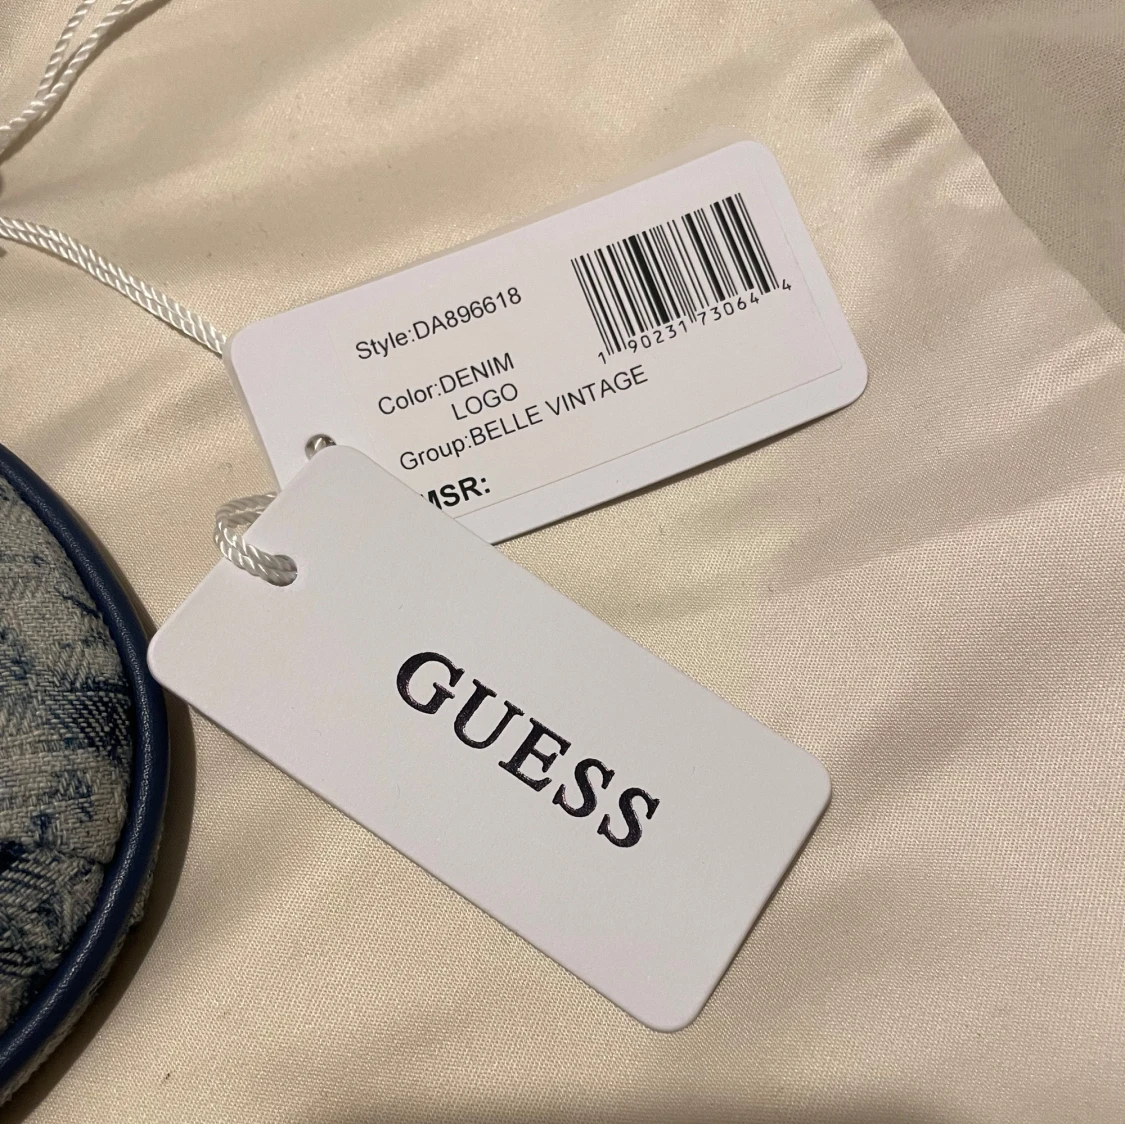 Style:DA896618
1 90231 73064 4
Color:DENIM
LOGO
Group:BELLE VINTAGE
MSR:
GUESS